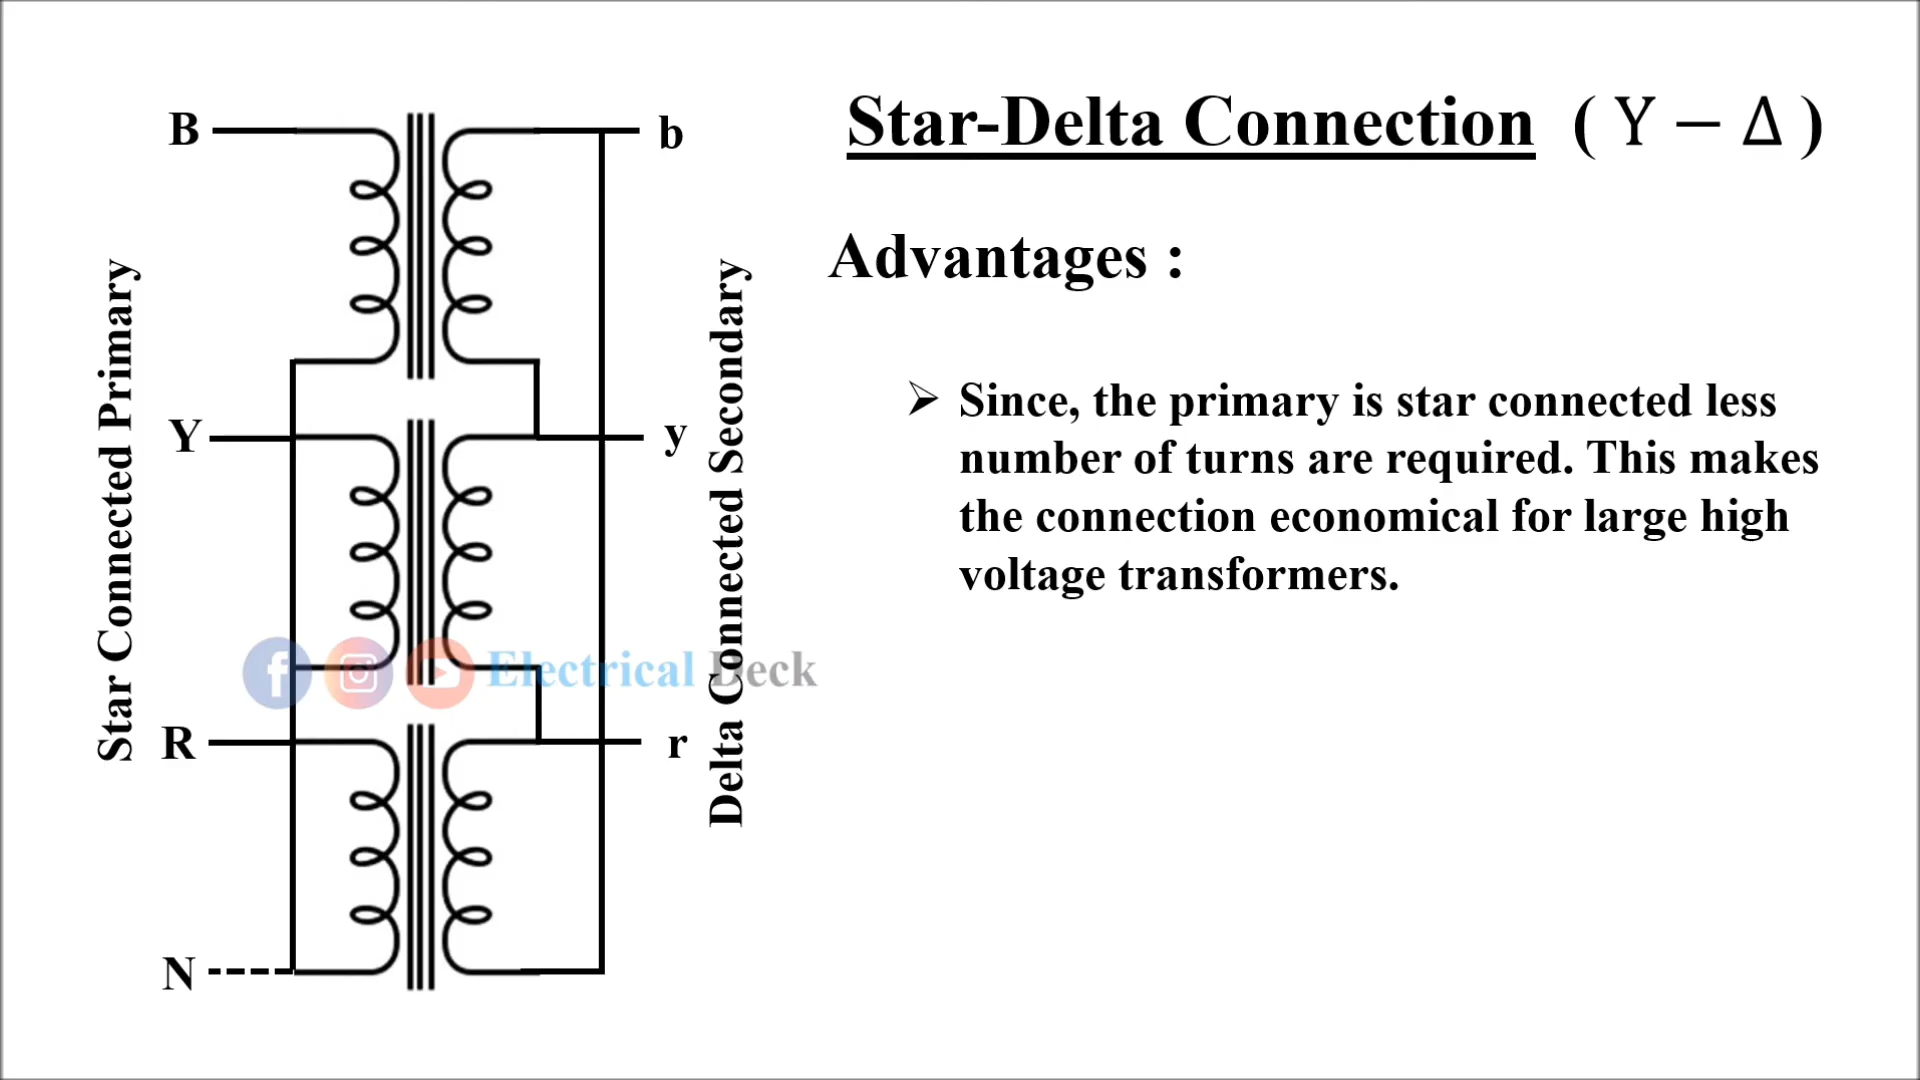 Star-Delta Connection ( Y − Δ )
Advantages :
➢ Since, the primary is star connected less
number of turns are required. This makes
the connection economical for large high
voltage transformers.
B
b
Y
y
R
r
N
Star Connected Primary
Delta Connected Secondary
Electrical Deck